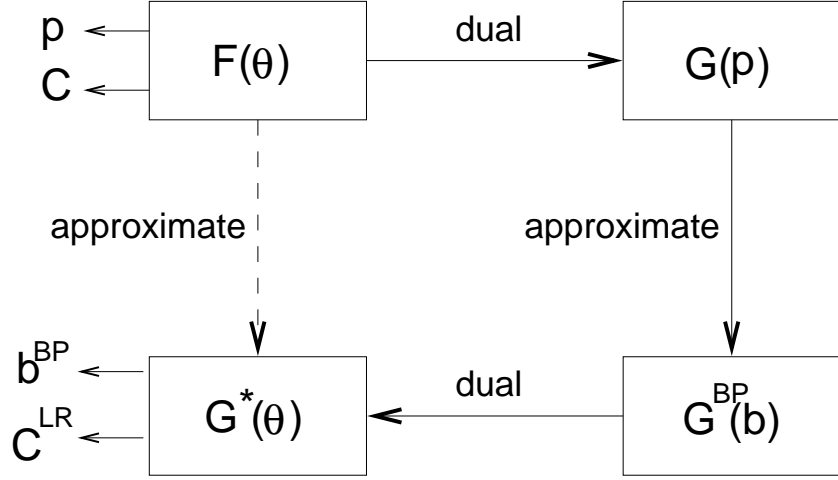 p
C
F(θ)
dual
G(p)
approximate
approximate
b^BP
C^LR
G*(θ)
dual
G^BP(b)